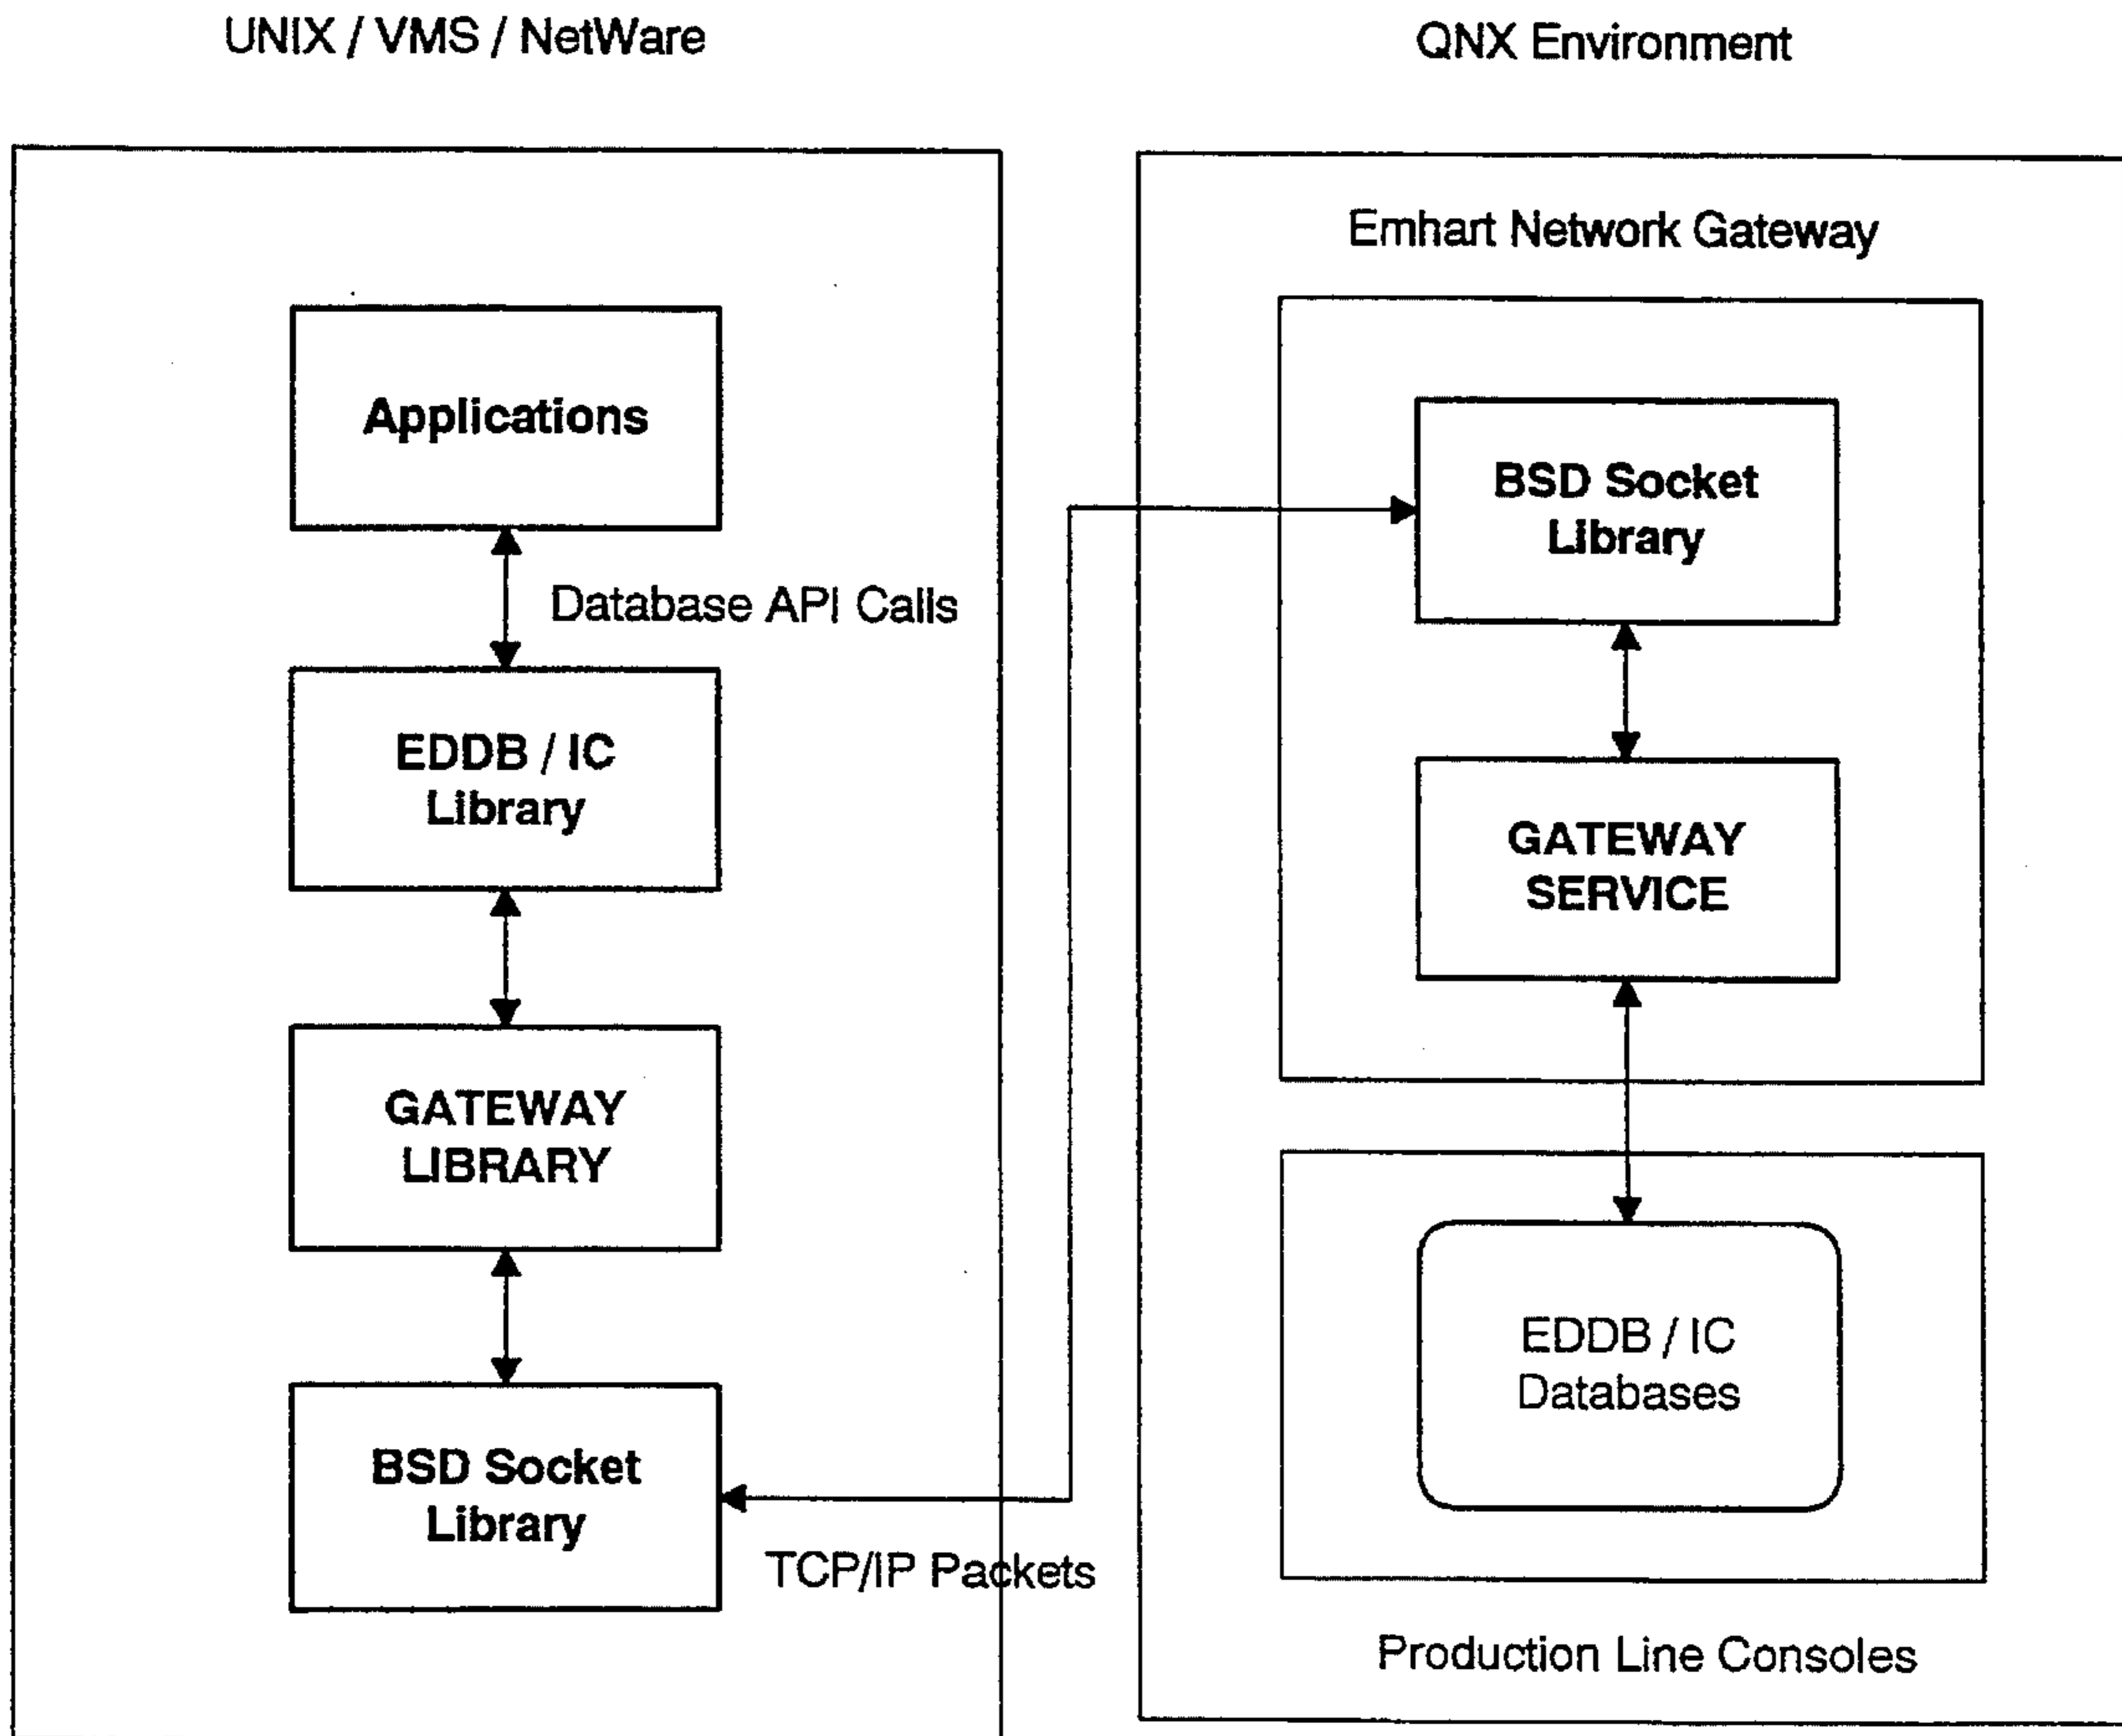 UNIX / VMS / NetWare
Applications
Database API Calls
EDDB / IC
Library
GATEWAY
LIBRARY
BSD Socket
Library
TCP/IP Packets
QNX Environment
Emhart Network Gateway
BSD Socket
Library
GATEWAY
SERVICE
EDDB / IC
Databases
Production Line Consoles